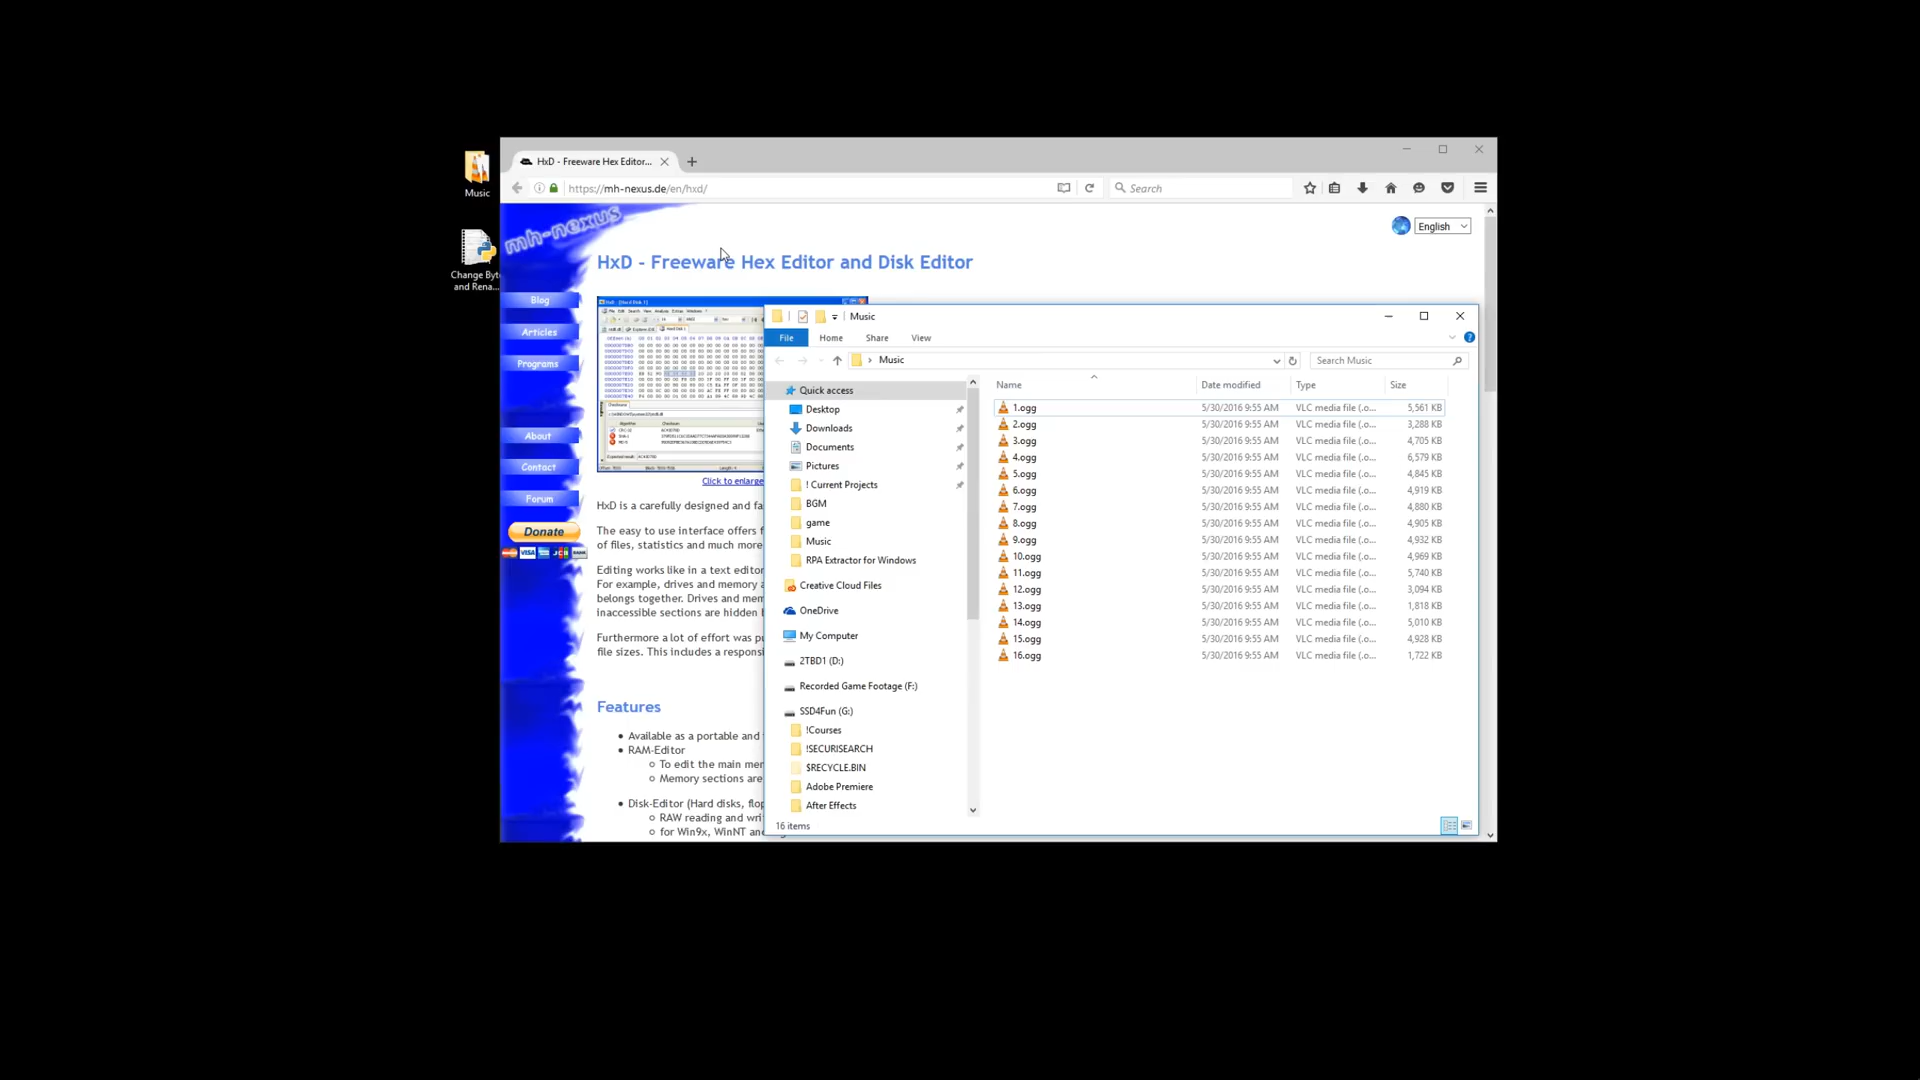 Music
Change Byt
and Rena...
HxD - Freeware Hex Editor...
https://mh-nexus.de/en/hxd/
Search
mh-nexus
English
HxD - Freeware Hex Editor and Disk Editor
Blog
Articles
Programs
About
Contact
Forum
Donate
VISA
JCB
BANK
Click to enlarge
HxD is a carefully designed and fa
The easy to use interface offers f
of files, statistics and much more
Editing works like in a text editor
For example, drives and memory a
belongs together. Drives and mem
inaccessible sections are hidden
Furthermore a lot of effort was pu
file sizes. This includes a responsi
Features
Available as a portable and
RAM-Editor
To edit the main mem
Memory sections are
Disk-Editor (Hard disks, flop
RAW reading and writ
for Win9x, WinNT and
Music
File Home Share View
Music
Search Music
Quick access
Desktop
Downloads
Documents
Pictures
! Current Projects
BGM
game
Music
RPA Extractor for Windows
Creative Cloud Files
OneDrive
My Computer
2TBD1 (D:)
Recorded Game Footage (F:)
SSD4Fun (G:)
!Courses
!SECURISEARCH
$RECYCLE.BIN
Adobe Premiere
After Effects
Name Date modified Type Size
1.ogg 5/30/2016 9:55 AM VLC media file (.o... 5,561 KB
2.ogg 5/30/2016 9:55 AM VLC media file (.o... 3,288 KB
3.ogg 5/30/2016 9:55 AM VLC media file (.o... 4,705 KB
4.ogg 5/30/2016 9:55 AM VLC media file (.o... 6,579 KB
5.ogg 5/30/2016 9:55 AM VLC media file (.o... 4,845 KB
6.ogg 5/30/2016 9:55 AM VLC media file (.o... 4,919 KB
7.ogg 5/30/2016 9:55 AM VLC media file (.o... 4,880 KB
8.ogg 5/30/2016 9:55 AM VLC media file (.o... 4,905 KB
9.ogg 5/30/2016 9:55 AM VLC media file (.o... 4,932 KB
10.ogg 5/30/2016 9:55 AM VLC media file (.o... 4,969 KB
11.ogg 5/30/2016 9:55 AM VLC media file (.o... 5,740 KB
12.ogg 5/30/2016 9:55 AM VLC media file (.o... 3,094 KB
13.ogg 5/30/2016 9:55 AM VLC media file (.o... 1,818 KB
14.ogg 5/30/2016 9:55 AM VLC media file (.o... 5,010 KB
15.ogg 5/30/2016 9:55 AM VLC media file (.o... 4,928 KB
16.ogg 5/30/2016 9:55 AM VLC media file (.o... 1,722 KB
16 items